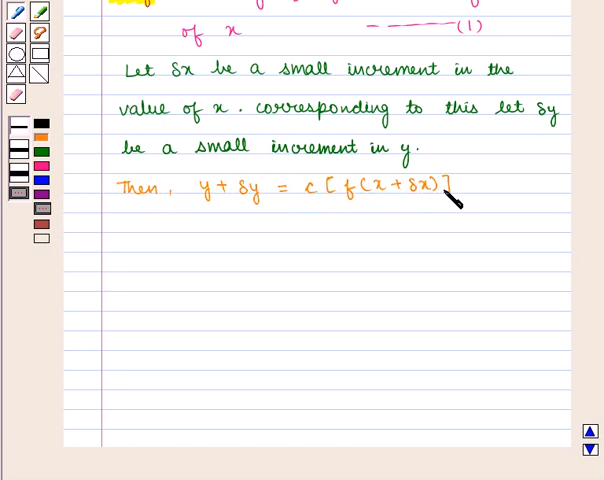 of x ——— (1)
Let δx be a small increment in the
value of x. corresponding to this let δy
be a small increment in y.
Then, y + δy = c [ f(x + δx) ]